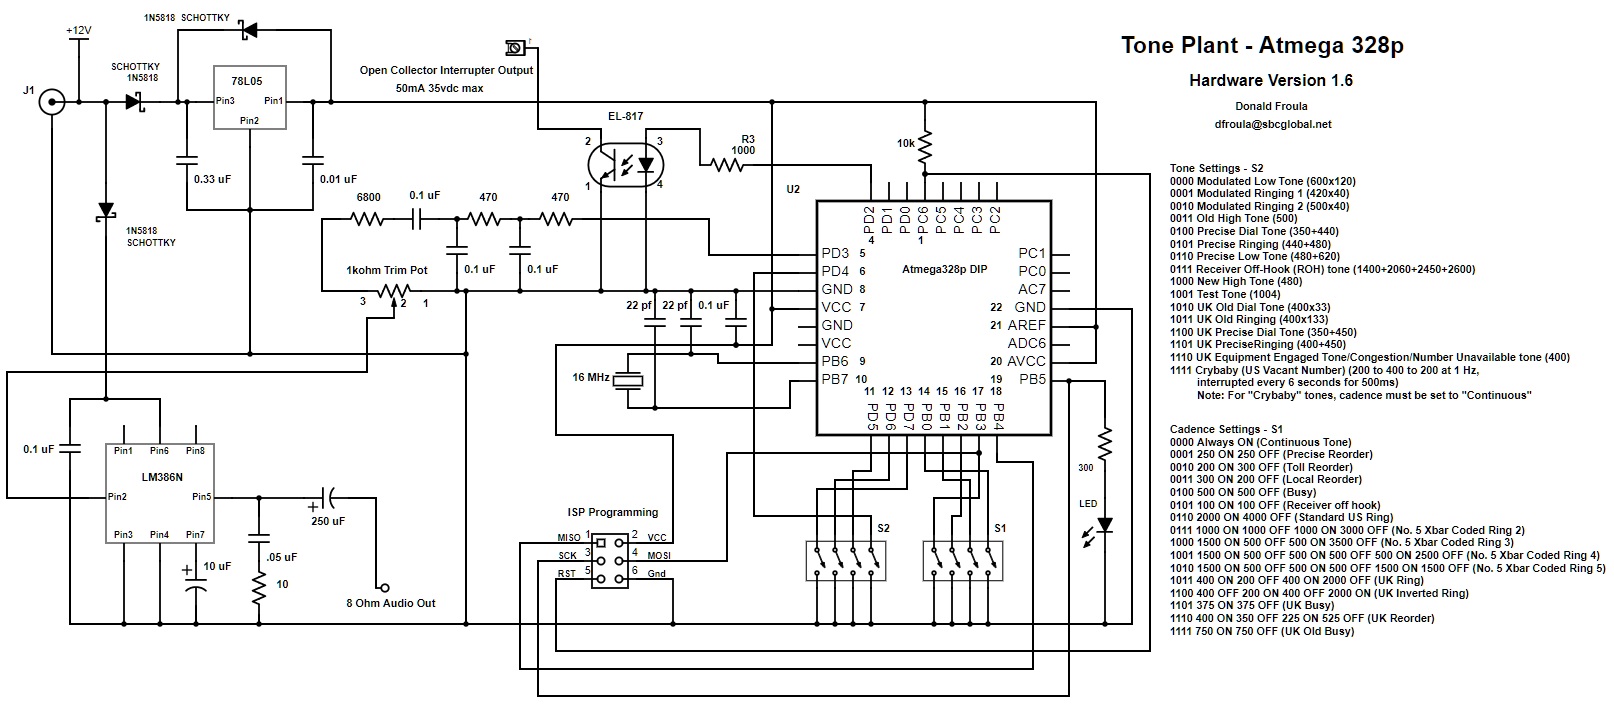 Tone Plant - Atmega 328p
Hardware Version 1.6
Donald Froula
dfroula@sbcglobal.net
1N5818 SCHOTTKY
+12V
SCHOTTKY
1N5818
J1
78L05
Pin3
Pin1
Pin2
0.33 uF
0.01 uF
1N5818
SCHOTTKY
Open Collector Interrupter Output
50mA 35vdc max
EL-817
2
3
1
4
R3
1000
10k
6800
0.1 uF
470
470
0.1 uF
0.1 uF
1kohm Trim Pot
3
2
1
22 pf
22 pf
0.1 uF
16 MHz
U2
Atmega328p DIP
PD2
PD1
PD0
PC6
PC5
PC4
PC3
PC2
4
1
PD3 5
PD4 6
GND 8
VCC 7
GND
VCC
PB6 9
PB7 10
PC1
PC0
AC7
22 GND
21 AREF
ADC6
20 AVCC
19 PB5
11 12 13 14 15 16 17 18
PD5
PD6
PD7
PB0
PB1
PB2
PB3
PB4
300
LED
S2
S1
0.1 uF
Pin1
Pin6
Pin8
LM386N
Pin2
Pin5
Pin3
Pin4
Pin7
+
250 uF
.05 uF
10
+
10 uF
8 Ohm Audio Out
ISP Programming
MISO 1 2 VCC
SCK 3 4 MOSI
RST 5 6 Gnd
Tone Settings - S2
0000 Modulated Low Tone (600x120)
0001 Modulated Ringing 1 (420x40)
0010 Modulated Ringing 2 (500x40)
0011 Old High Tone (500)
0100 Precise Dial Tone (350+440)
0101 Precise Ringing (440+480)
0110 Precise Low Tone (480+620)
0111 Receiver Off-Hook (ROH) tone (1400+2060+2450+2600)
1000 New High Tone (480)
1001 Test Tone (1004)
1010 UK Old Dial Tone (400x33)
1011 UK Old Ringing (400x133)
1100 UK Precise Dial Tone (350+450)
1101 UK PreciseRinging (400+450)
1110 UK Equipment Engaged Tone/Congestion/Number Unavailable tone (400)
1111 Crybaby (US Vacant Number) (200 to 400 to 200 at 1 Hz,
interrupted every 6 seconds for 500ms)
Note: For "Crybaby" tones, cadence must be set to "Continuous"
Cadence Settings - S1
0000 Always ON (Continuous Tone)
0001 250 ON 250 OFF (Precise Reorder)
0010 200 ON 300 OFF (Toll Reorder)
0011 300 ON 200 OFF (Local Reorder)
0100 500 ON 500 OFF (Busy)
0101 100 ON 100 OFF (Receiver off hook)
0110 2000 ON 4000 OFF (Standard US Ring)
0111 1000 ON 1000 OFF 1000 ON 3000 OFF (No. 5 Xbar Coded Ring 2)
1000 1500 ON 500 OFF 500 ON 3500 OFF (No. 5 Xbar Coded Ring 3)
1001 1500 ON 500 OFF 500 ON 500 OFF 500 ON 2500 OFF (No. 5 Xbar Coded Ring 4)
1010 1500 ON 500 OFF 500 ON 500 OFF 1500 ON 1500 OFF (No. 5 Xbar Coded Ring 5)
1011 400 ON 200 OFF 400 ON 2000 OFF (UK Ring)
1100 400 OFF 200 ON 400 OFF 2000 ON (UK Inverted Ring)
1101 375 ON 375 OFF (UK Busy)
1110 400 ON 350 OFF 225 ON 525 OFF (UK Reorder)
1111 750 ON 750 OFF (UK Old Busy)